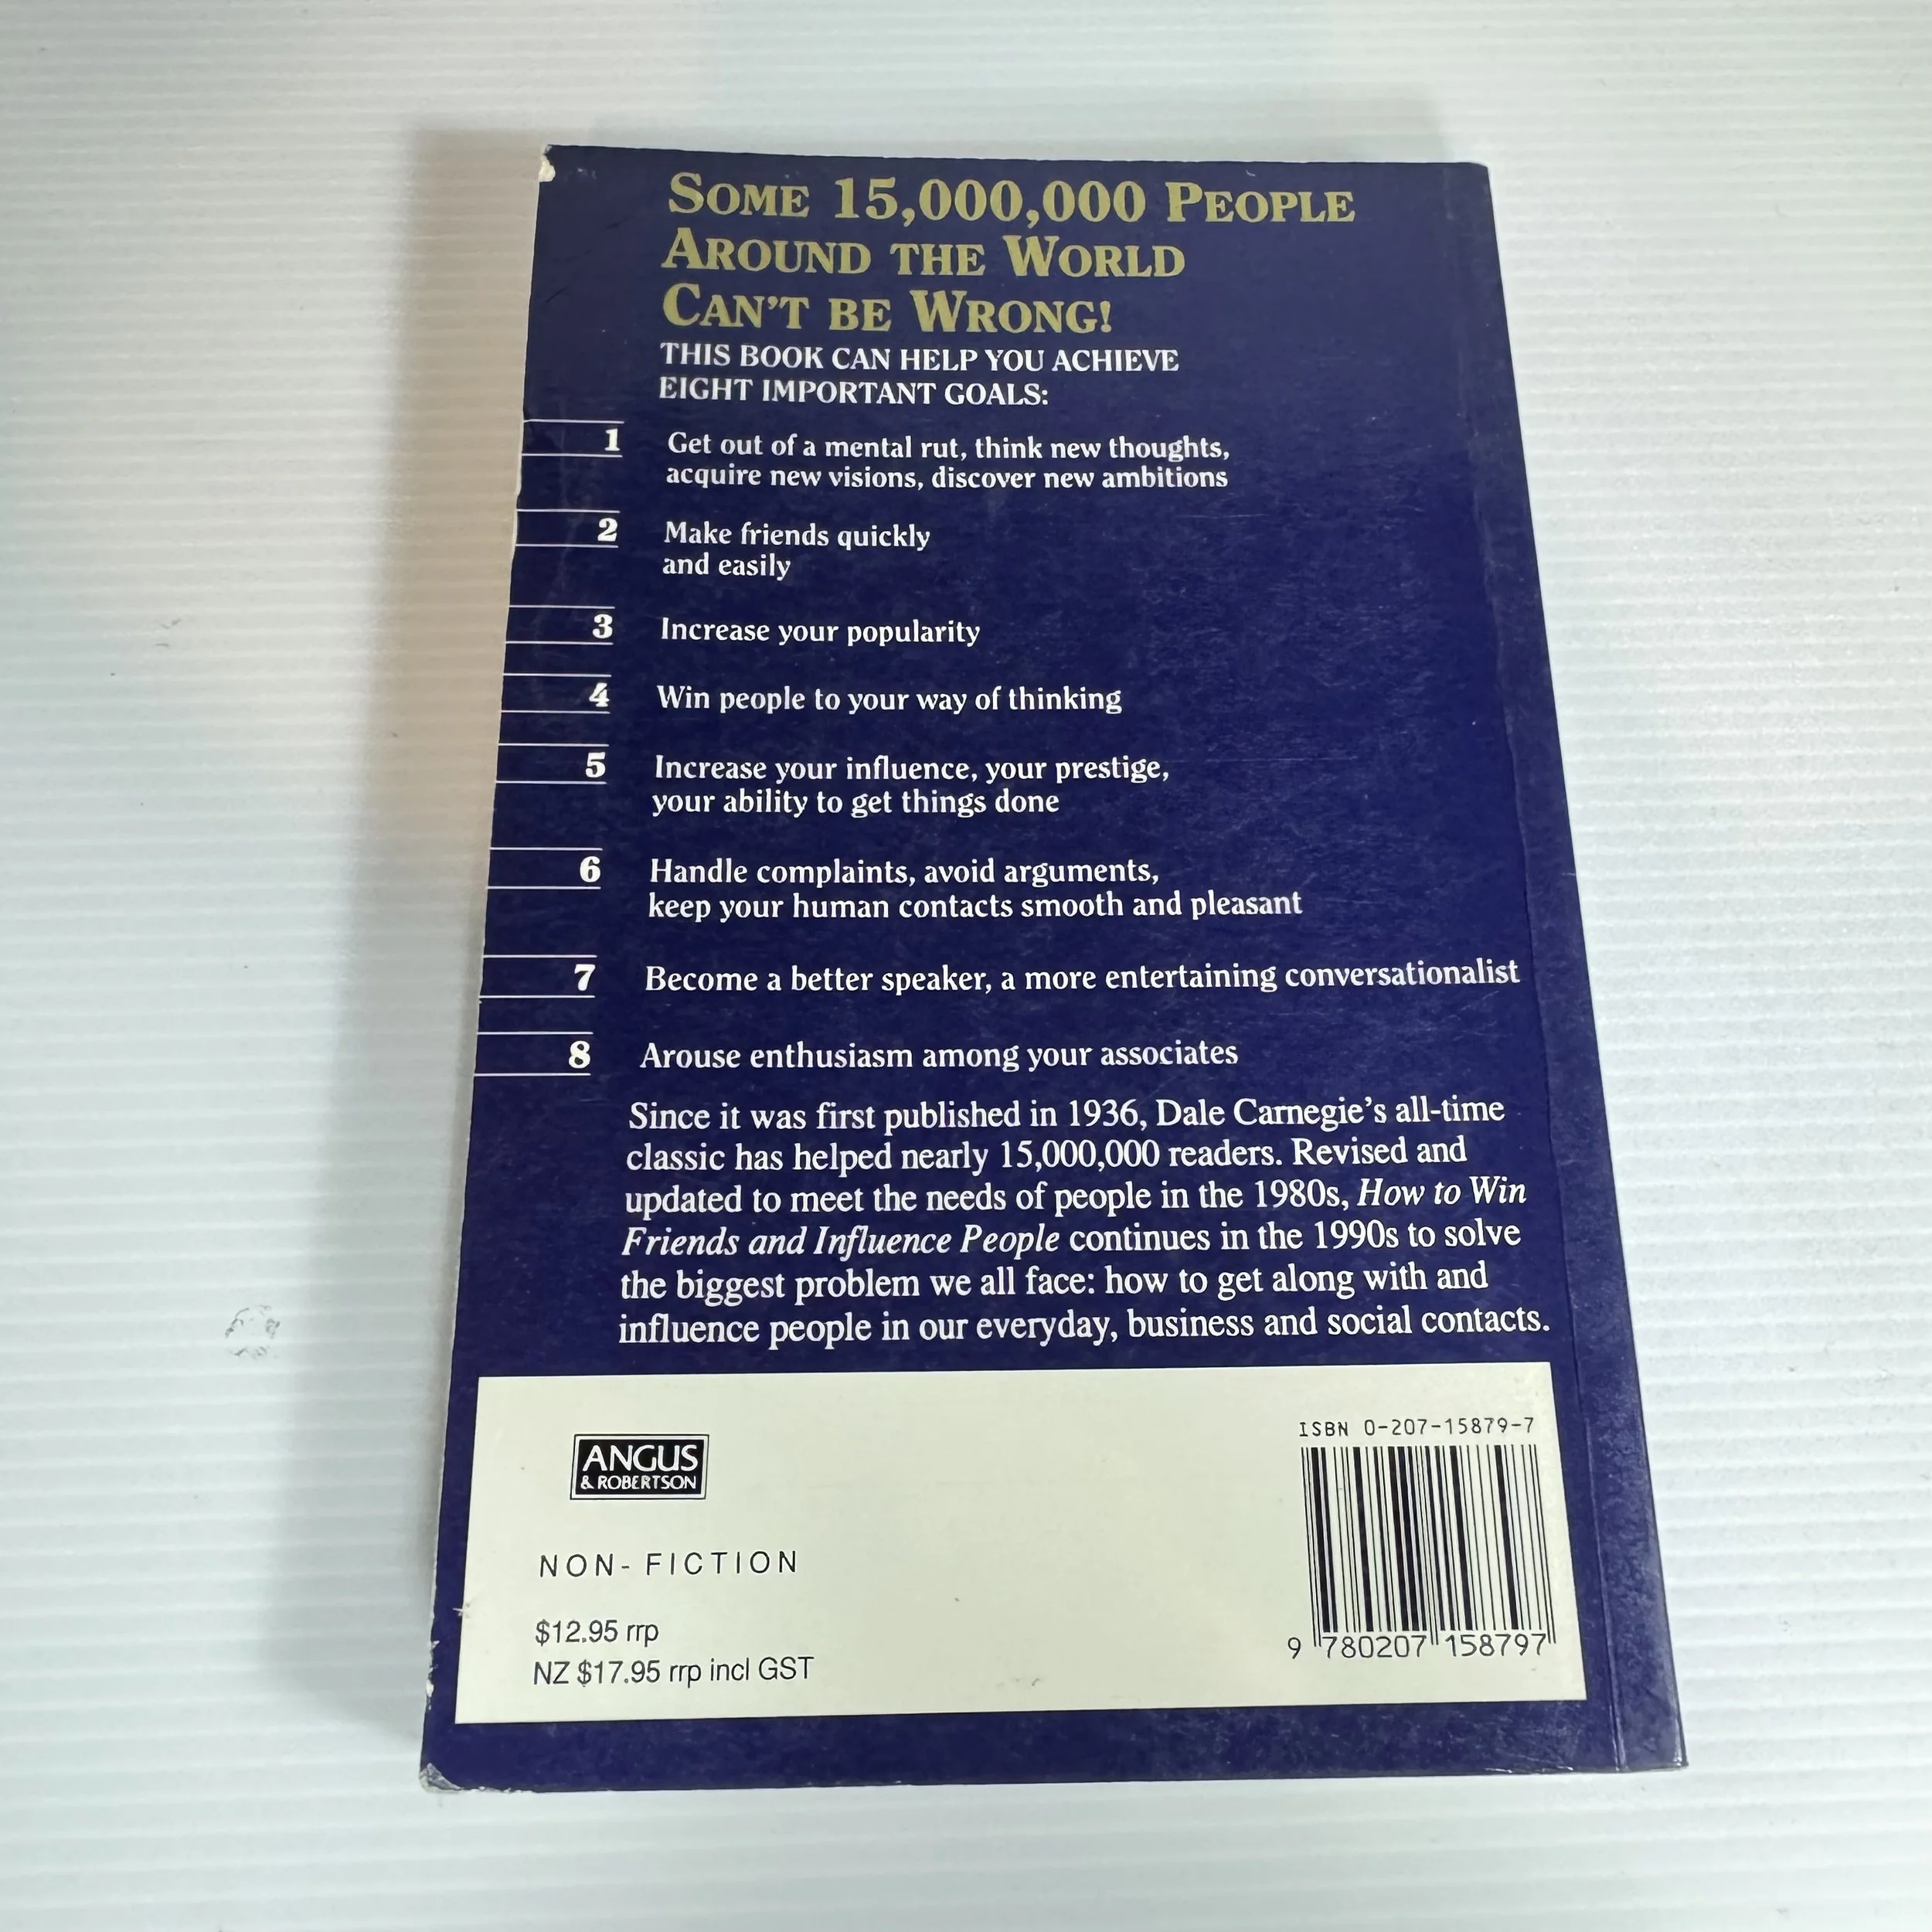 SOME 15,000,000 PEOPLE
AROUND THE WORLD
CAN'T BE WRONG!
THIS BOOK CAN HELP YOU ACHIEVE
EIGHT IMPORTANT GOALS:
1 Get out of a mental rut, think new thoughts,
acquire new visions, discover new ambitions
2 Make friends quickly
and easily
3 Increase your popularity
4 Win people to your way of thinking
5 Increase your influence, your prestige,
your ability to get things done
6 Handle complaints, avoid arguments,
keep your human contacts smooth and pleasant
7 Become a better speaker, a more entertaining conversationalist
8 Arouse enthusiasm among your associates
Since it was first published in 1936, Dale Carnegie's all-time
classic has helped nearly 15,000,000 readers. Revised and
updated to meet the needs of people in the 1980s, How to Win
Friends and Influence People continues in the 1990s to solve
the biggest problem we all face: how to get along with and
influence people in our everyday, business and social contacts.
ANGUS
& ROBERTSON
NON-FICTION
$12.95 rrp
NZ $17.95 rrp incl GST
ISBN 0-207-15879-7
9 780207 158797